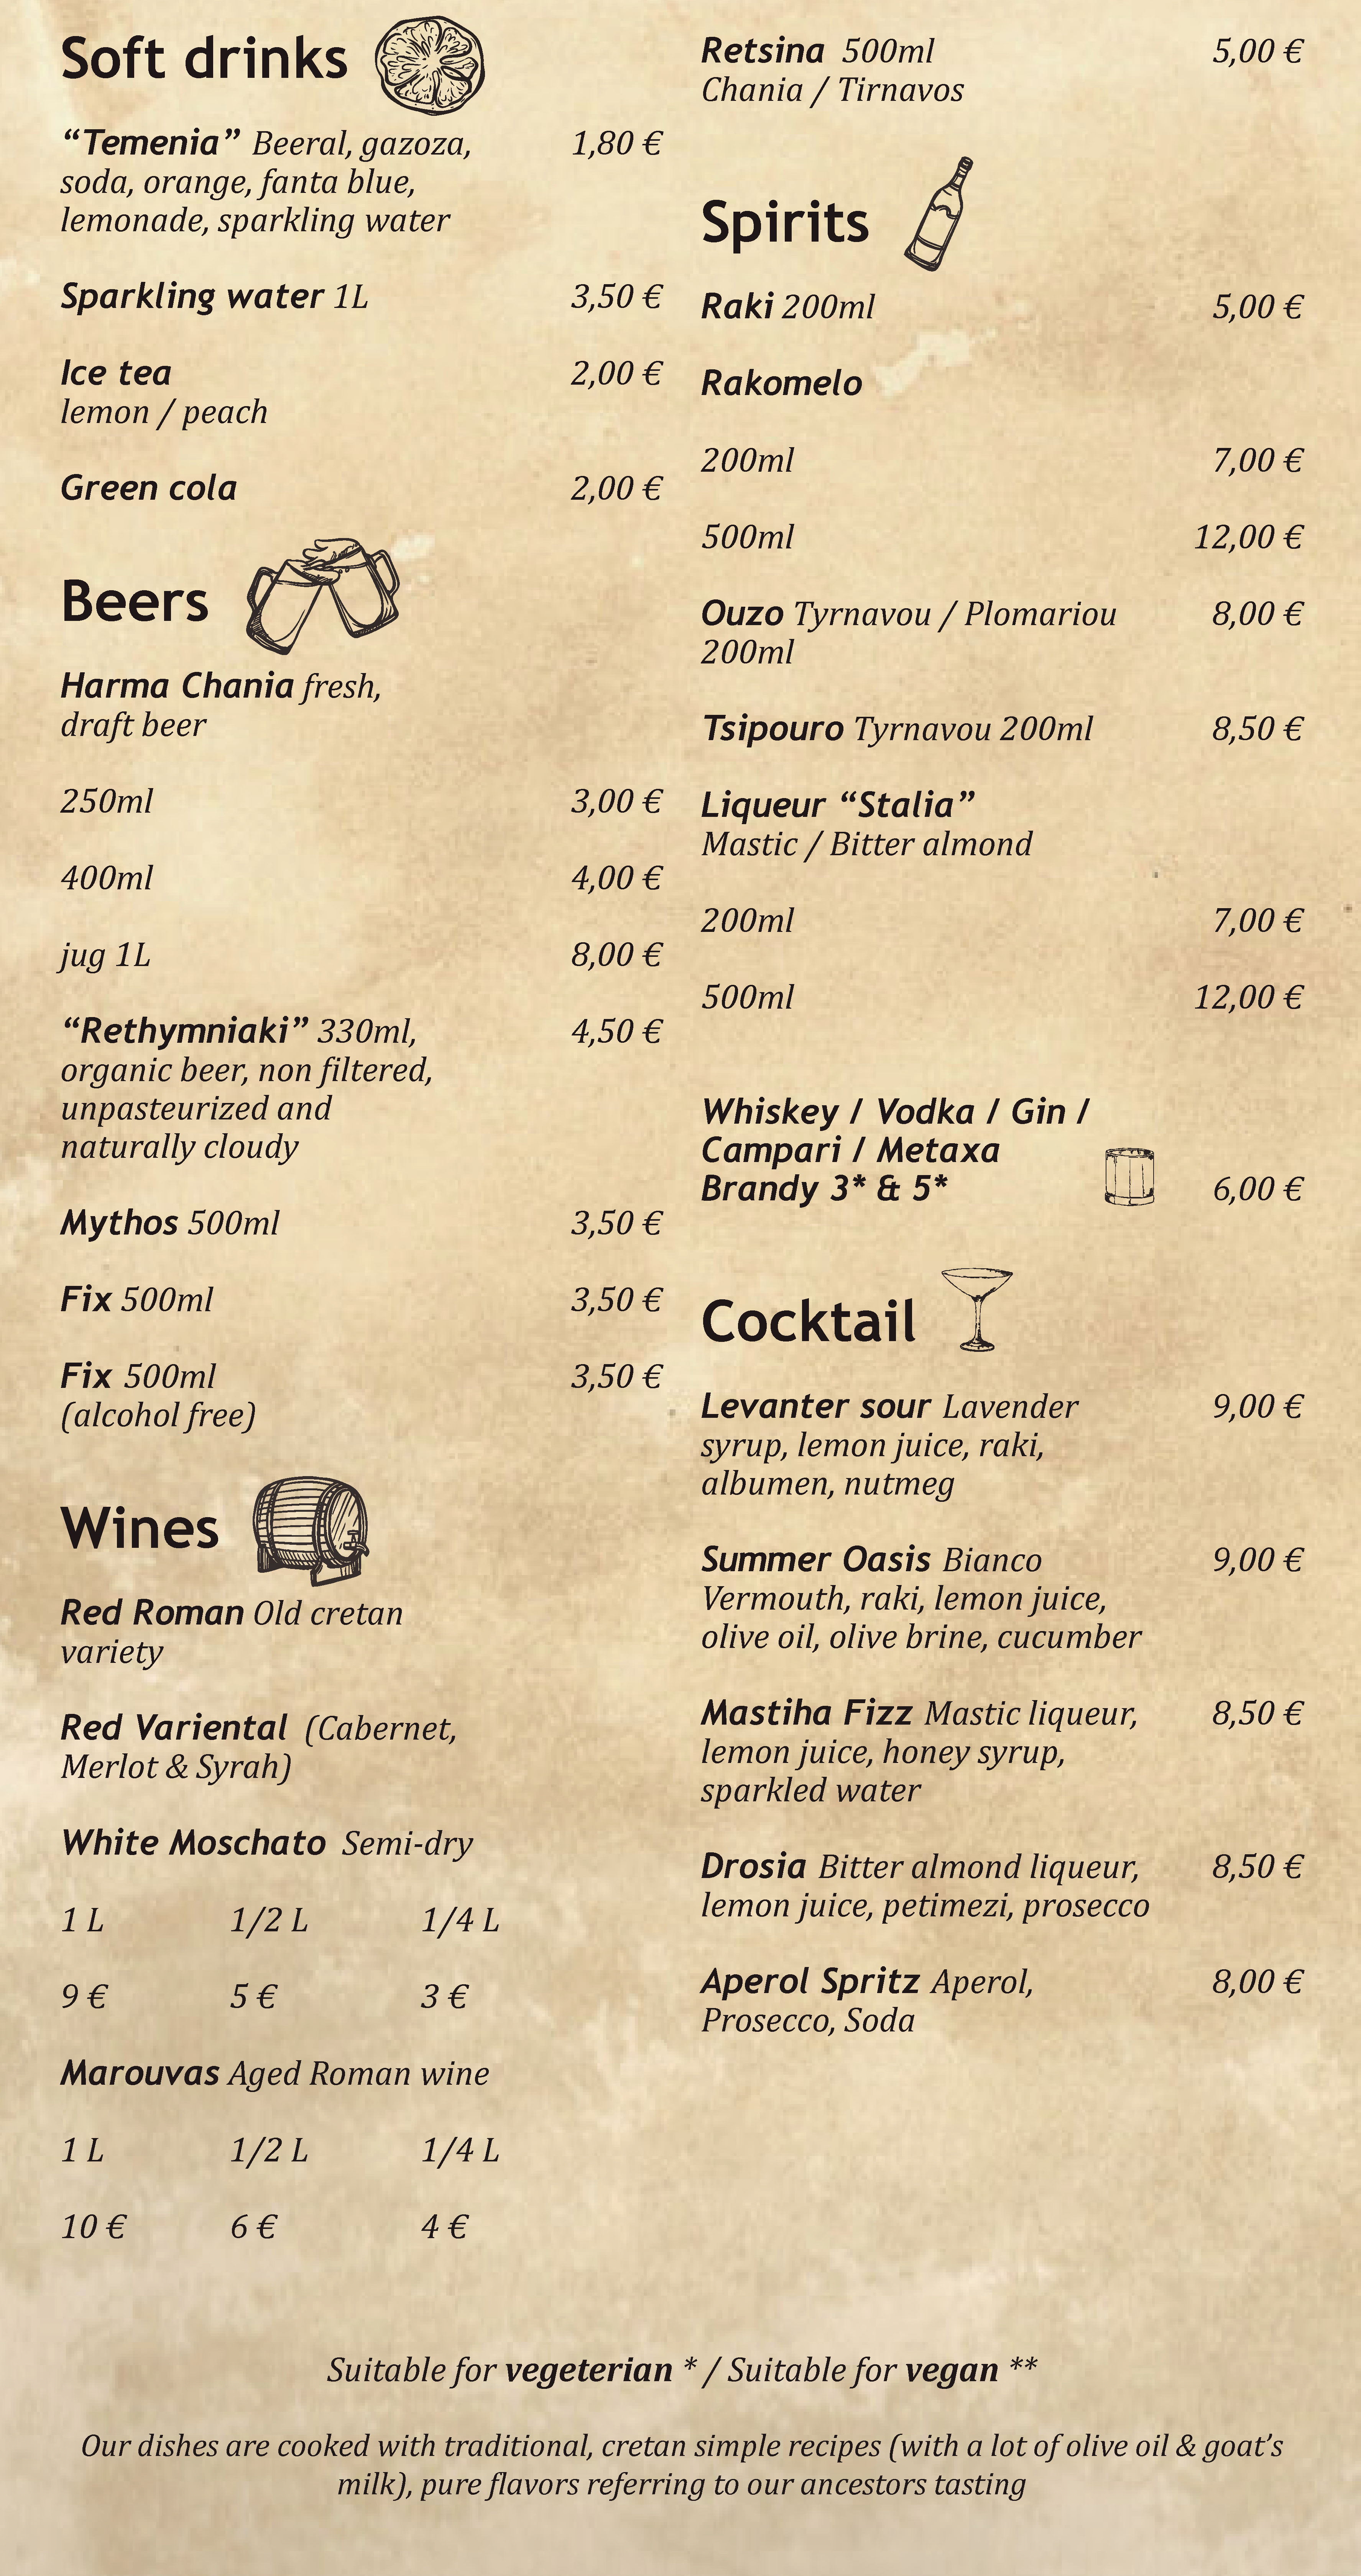 Soft drinks
“Temenia” Beeral, gazoza, 1,80 €
soda, orange, fanta blue,
lemonade, sparkling water
Sparkling water 1L 3,50 €
Ice tea 2,00 €
lemon / peach
Green cola 2,00 €
Beers
Harma Chania fresh,
draft beer
250ml 3,00 €
400ml 4,00 €
jug 1L 8,00 €
“Rethymniaki” 330ml, 4,50 €
organic beer, non filtered,
unpasteurized and
naturally cloudy
Mythos 500ml 3,50 €
Fix 500ml 3,50 €
Fix 500ml 3,50 €
(alcohol free)
Wines
Red Roman Old cretan
variety
Red Variental (Cabernet,
Merlot & Syrah)
White Moschato Semi-dry
1 L 1/2 L 1/4 L
9 € 5 € 3 €
Marouvas Aged Roman wine
1 L 1/2 L 1/4 L
10 € 6 € 4 €
Retsina 500ml 5,00 €
Chania / Tirnavos
Spirits
Raki 200ml 5,00 €
Rakomelo
200ml 7,00 €
500ml 12,00 €
Ouzo Tyrnavou / Plomariou 8,00 €
200ml
Tsipouro Tyrnavou 200ml 8,50 €
Liqueur “Stalia”
Mastic / Bitter almond
200ml 7,00 €
500ml 12,00 €
Whiskey / Vodka / Gin /
Campari / Metaxa
Brandy 3* & 5* 6,00 €
Cocktail
Levanter sour Lavender 9,00 €
syrup, lemon juice, raki,
albumen, nutmeg
Summer Oasis Bianco 9,00 €
Vermouth, raki, lemon juice,
olive oil, olive brine, cucumber
Mastiha Fizz Mastic liqueur, 8,50 €
lemon juice, honey syrup,
sparkled water
Drosia Bitter almond liqueur, 8,50 €
lemon juice, petimezi, prosecco
Aperol Spritz Aperol, 8,00 €
Prosecco, Soda
Suitable for vegeterian * / Suitable for vegan **
Our dishes are cooked with traditional, cretan simple recipes (with a lot of olive oil & goat’s
milk), pure flavors referring to our ancestors tasting